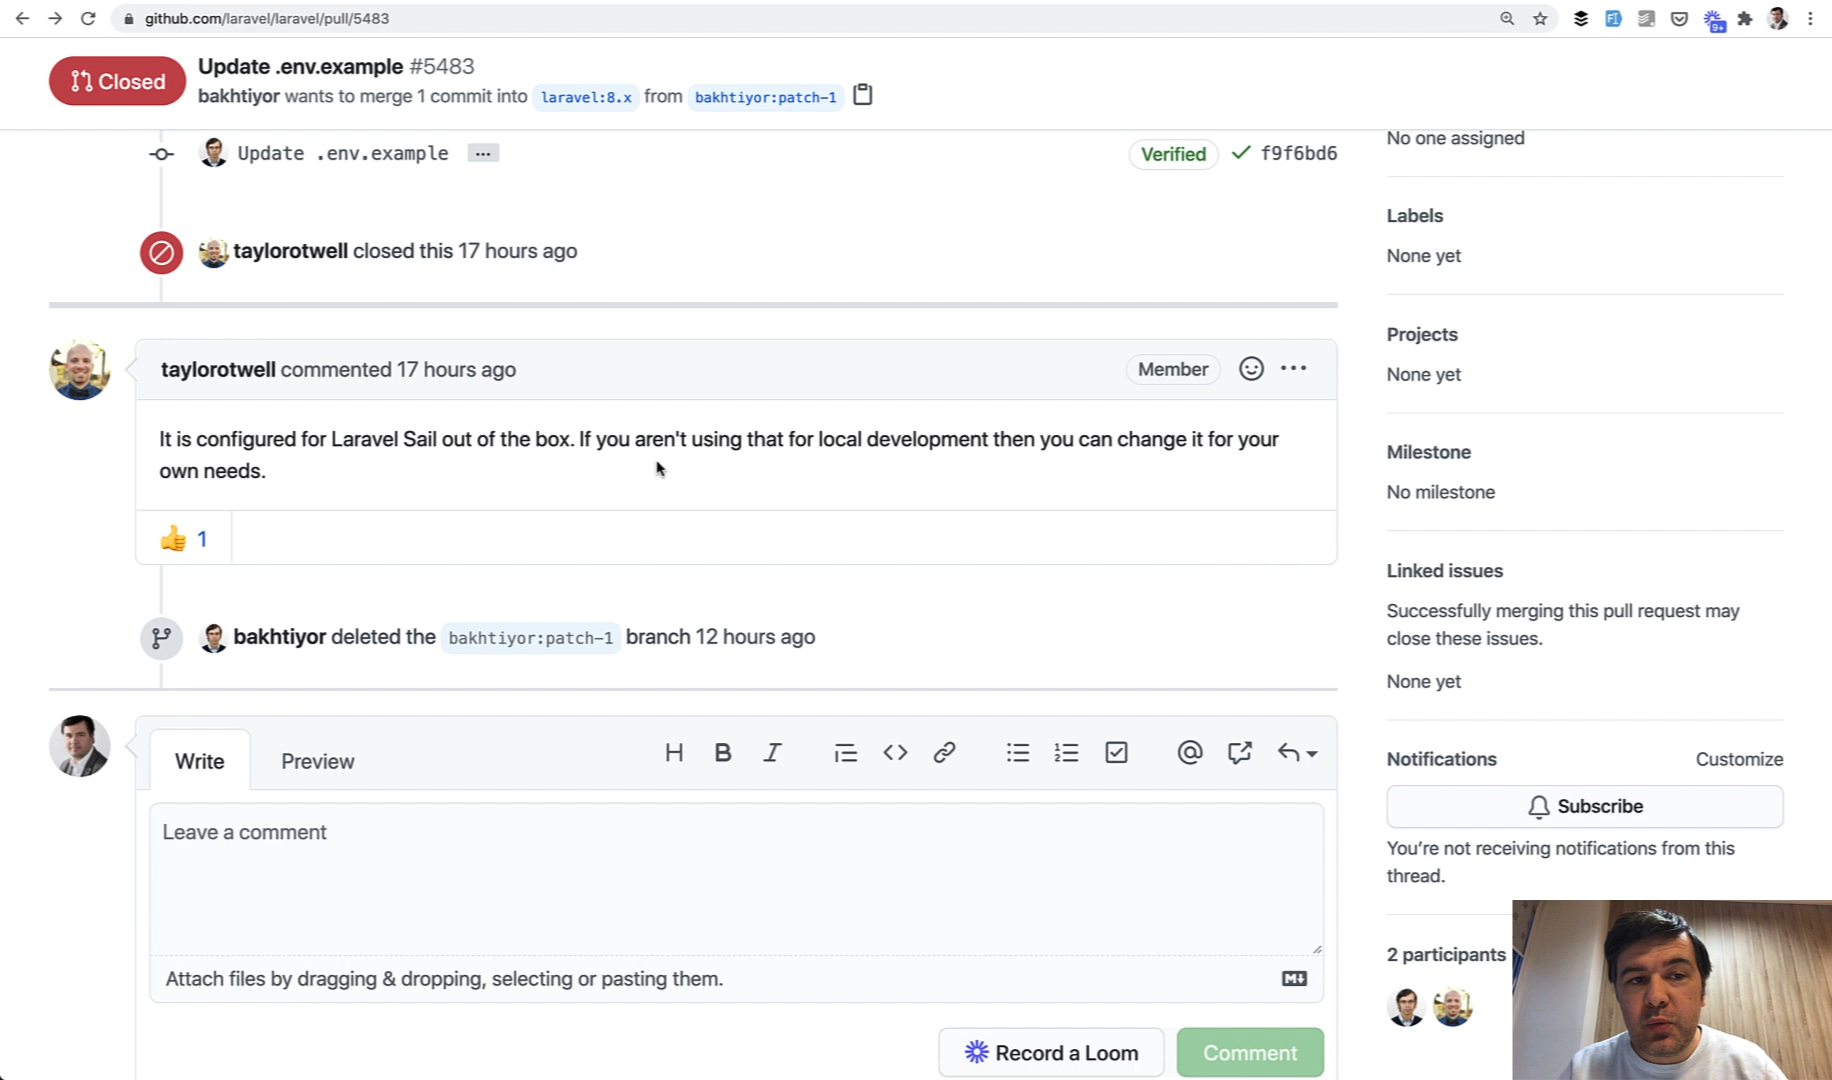 github.com/laravel/laravel/pull/5483
9+
Closed
Update .env.example #5483
bakhtiyor wants to merge 1 commit into laravel:8.x from bakhtiyor:patch-1
Update .env.example ...
Verified f9f6bd6
taylorotwell closed this 17 hours ago
taylorotwell commented 17 hours ago
Member
It is configured for Laravel Sail out of the box. If you aren't using that for local development then you can change it for your
own needs.
1
bakhtiyor deleted the bakhtiyor:patch-1 branch 12 hours ago
Write
Preview
Leave a comment
Attach files by dragging & dropping, selecting or pasting them.
Record a Loom
Comment
No one assigned
Labels
None yet
Projects
None yet
Milestone
No milestone
Linked issues
Successfully merging this pull request may
close these issues.
None yet
Notifications
Customize
Subscribe
You're not receiving notifications from this
thread.
2 participants